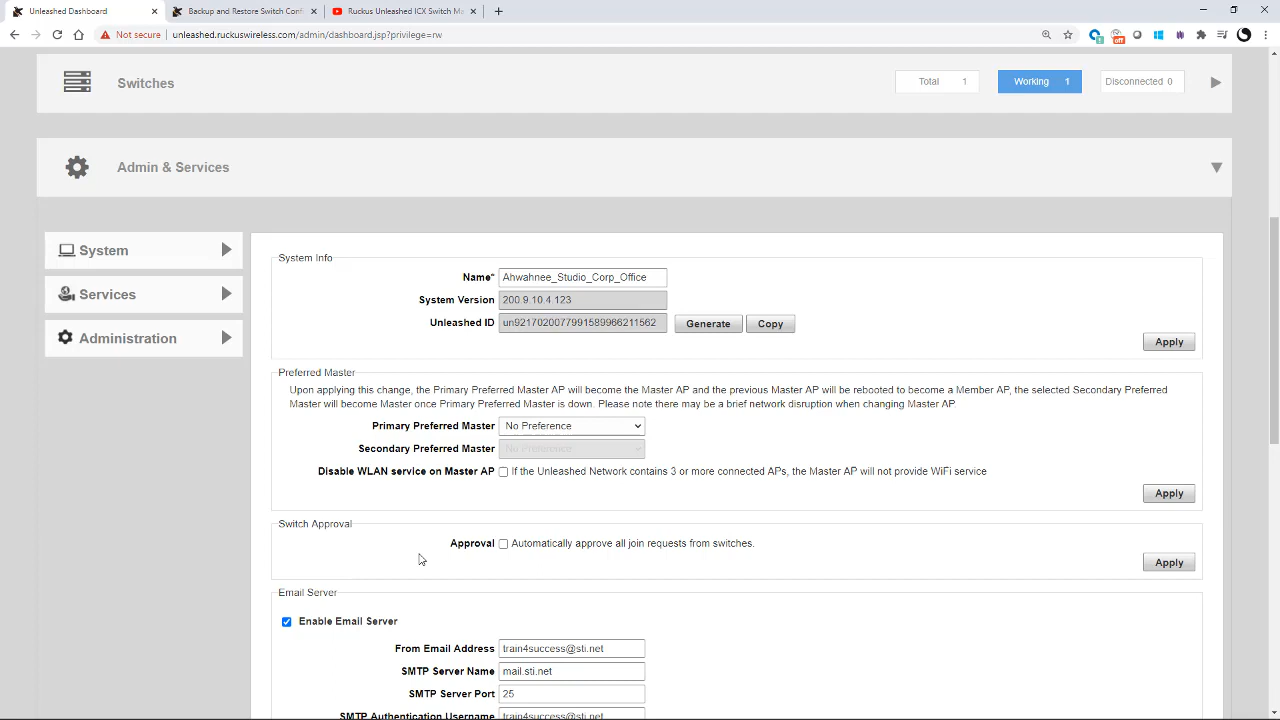 Unleashed Dashboard
Backup and Restore Switch Confi
Ruckus Unleashed ICX Switch Ma
Not secure
unleashed.ruckuswireless.com/admin/dashboard.jsp?privilege=rw
off
Switches
Total 1
Working 1
Disconnected 0
Admin & Services
System
Services
Administration
System Info
Name* Ahwahnee_Studio_Corp_Office
System Version 200.9.10.4.123
Unleashed ID un9217020077991589966211562 Generate Copy
Apply
Preferred Master
Upon applying this change, the Primary Preferred Master AP will become the Master AP and the previous Master AP will be rebooted to become a Member AP, the selected Secondary Preferred
Master will become Master once Primary Preferred Master is down. Please note there may be a brief network disruption when changing Master AP.
Primary Preferred Master No Preference
Secondary Preferred Master No Preference
Disable WLAN service on Master AP If the Unleashed Network contains 3 or more connected APs, the Master AP will not provide WiFi service
Apply
Switch Approval
Approval Automatically approve all join requests from switches.
Apply
Email Server
Enable Email Server
From Email Address train4success@sti.net
SMTP Server Name mail.sti.net
SMTP Server Port 25
SMTP Authentication Username train4success@sti.net